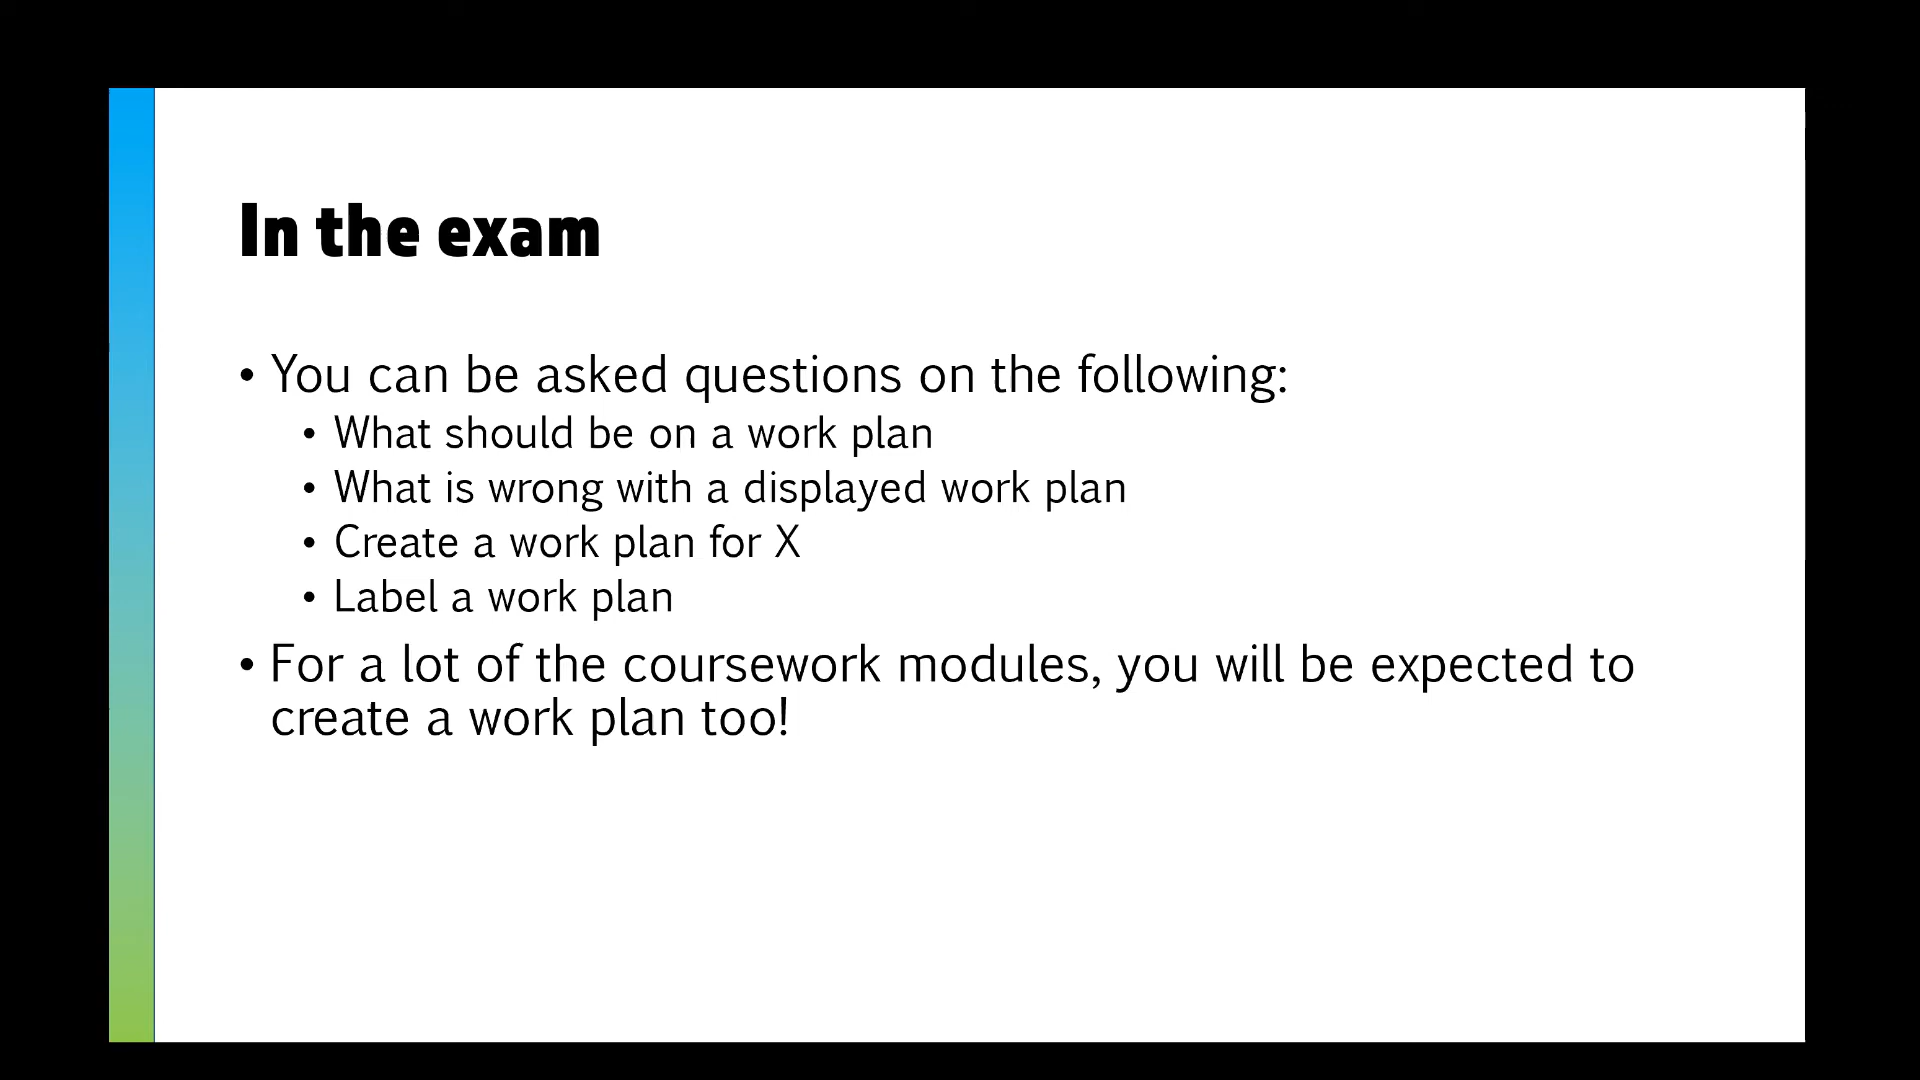 In the exam
• You can be asked questions on the following:
• What should be on a work plan
• What is wrong with a displayed work plan
• Create a work plan for X
• Label a work plan
• For a lot of the coursework modules, you will be expected to
create a work plan too!